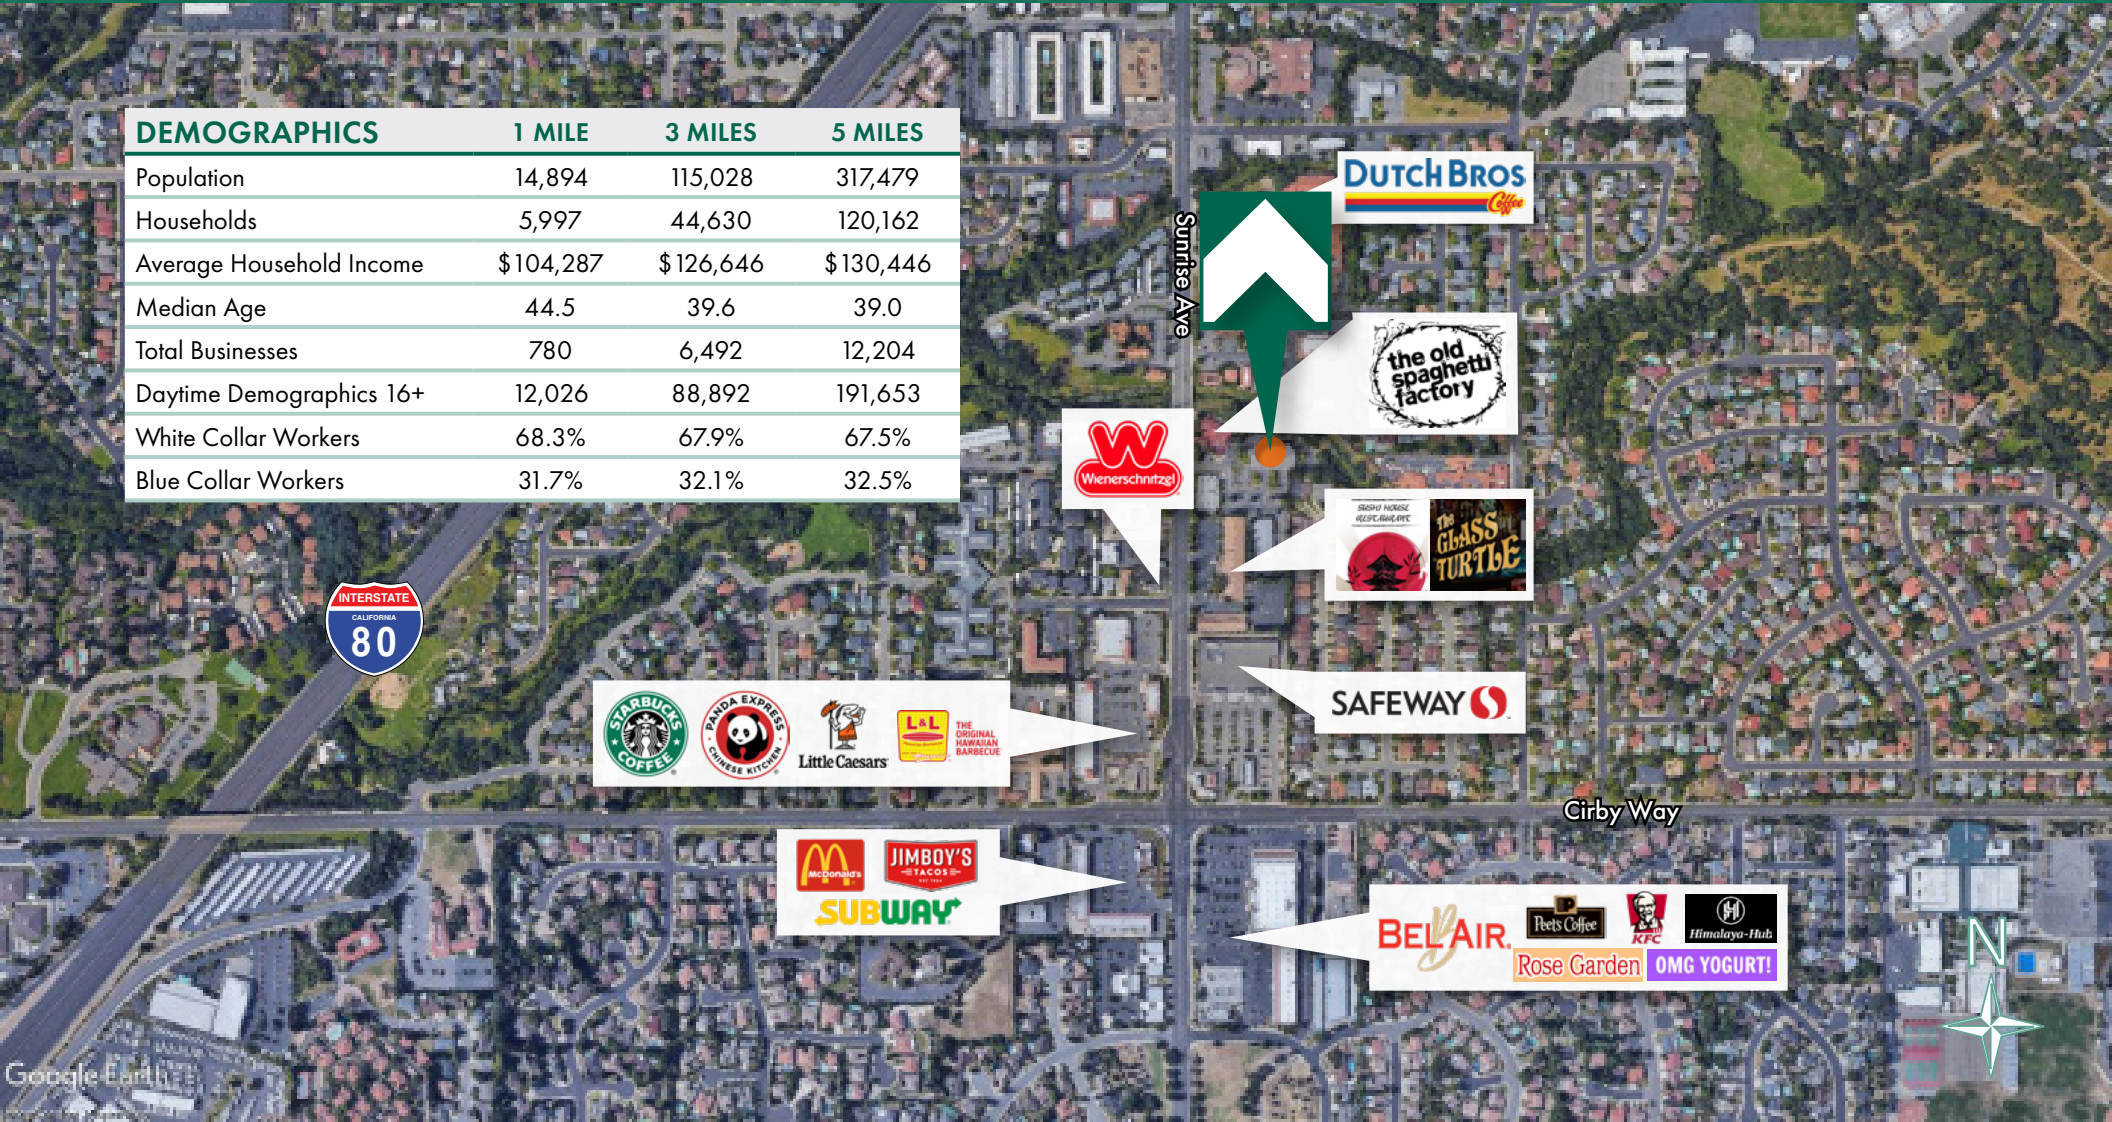 DEMOGRAPHICS 1 MILE 3 MILES 5 MILES
Population 14,894 115,028 317,479
Households 5,997 44,630 120,162
Average Household Income $104,287 $126,646 $130,446
Median Age 44.5 39.6 39.0
Total Businesses 780 6,492 12,204
Daytime Demographics 16+ 12,026 88,892 191,653
White Collar Workers 68.3% 67.9% 67.5%
Blue Collar Workers 31.7% 32.1% 32.5%
DUTCH BROS
Coffee
Sunrise Ave
the old
spaghetti
factory
Wienerschnitzel
SUSHI HOUSE
RESTAURANT
The
GLASS
TURTLE
INTERSTATE
CALIFORNIA
80
SAFEWAY
STARBUCKS
COFFEE
PANDA EXPRESS
CHINESE KITCHEN
Little Caesars
L&L
THE
ORIGINAL
HAWAIIAN
BARBECUE
Cirby Way
McDonald's
JIMBOY'S
TACOS
SUBWAY
BEL AIR
Peet's Coffee
KFC
H
Himalaya-Hub
Rose Garden
OMG YOGURT!
N
Google Earth